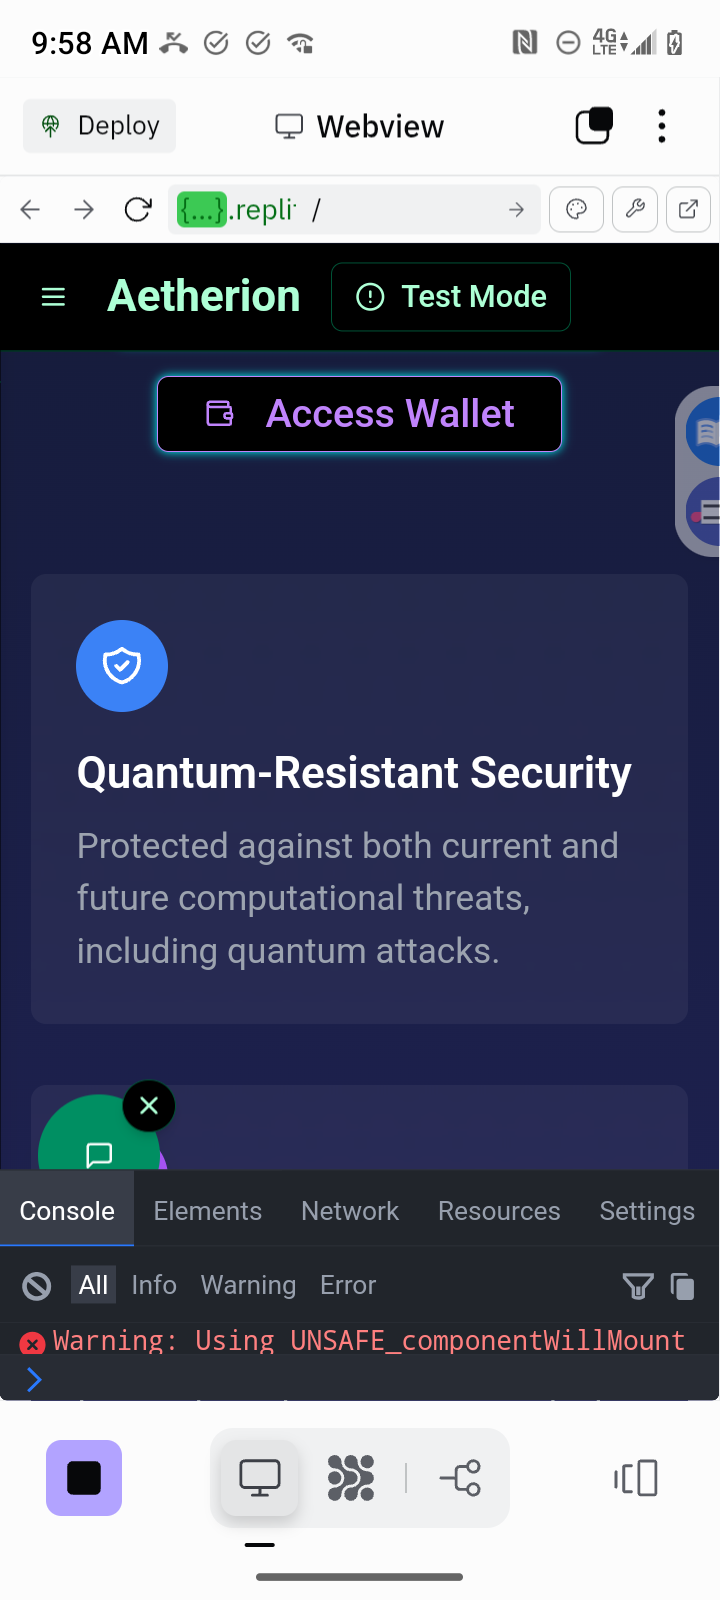 9:58 AM
4G
LTE
Deploy
Webview
{...}.repli /
Aetherion
Test Mode
Access Wallet
Quantum-Resistant Security
Protected against both current and
future computational threats,
including quantum attacks.
Console Elements Network Resources Settings
All Info Warning Error
Warning: Using UNSAFE_componentWillMount